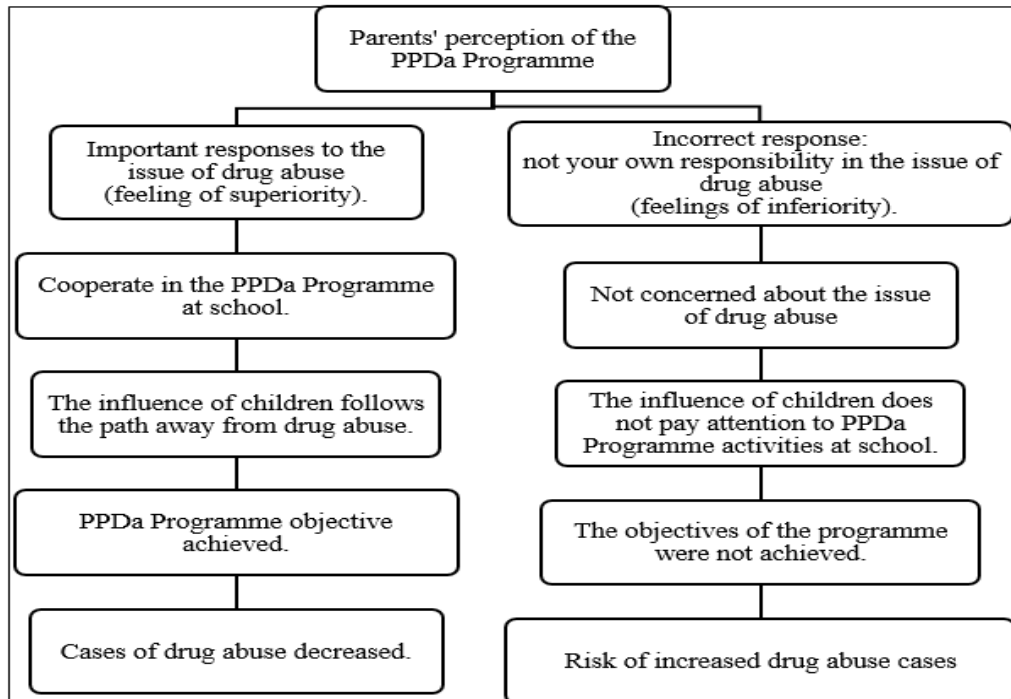 Parents' perception of the
PPDa Programme
Important responses to the
issue of drug abuse
(feeling of superiority).
Incorrect response:
not your own responsibility in the issue of
drug abuse
(feelings of inferiority).
Cooperate in the PPDa Programme
at school.
Not concerned about the issue
of drug abuse
The influence of children follows
the path away from drug abuse.
The influence of children does
not pay attention to PPDa
Programme activities at school.
PPDa Programme objective
achieved.
The objectives of the programme
were not achieved.
Cases of drug abuse decreased.
Risk of increased drug abuse cases